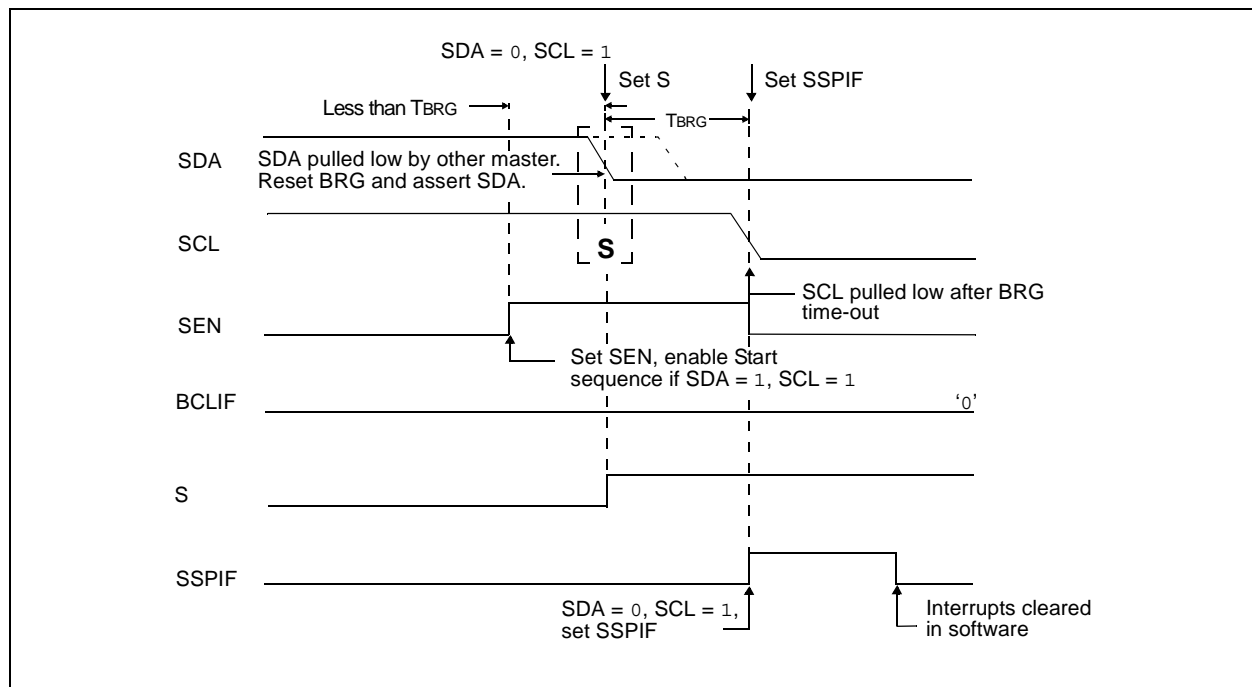 SDA = 0, SCL = 1
Set S
Set SSPIF
Less than TBRG
TBRG
SDA
SDA pulled low by other master.
Reset BRG and assert SDA.
SCL
S
SCL pulled low after BRG
time-out
SEN
Set SEN, enable Start
sequence if SDA = 1, SCL = 1
BCLIF
‘0’
S
SSPIF
SDA = 0, SCL = 1,
set SSPIF
Interrupts cleared
in software